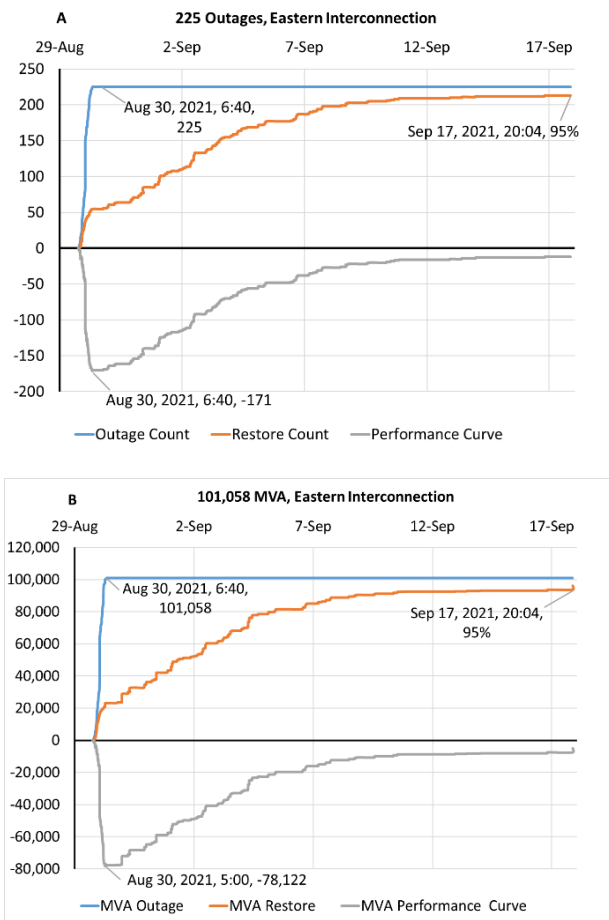 A
225 Outages, Eastern Interconnection
29-Aug 2-Sep 7-Sep 12-Sep 17-Sep
250
200
150
100
50
0
-50
-100
-150
-200
Aug 30, 2021, 6:40,
225
Sep 17, 2021, 20:04, 95%
Aug 30, 2021, 6:40, -171
Outage Count Restore Count Performance Curve
B
101,058 MVA, Eastern Interconnection
29-Aug 2-Sep 7-Sep 12-Sep 17-Sep
120,000
100,000
80,000
60,000
40,000
20,000
0
-20,000
-40,000
-60,000
-80,000
Aug 30, 2021, 6:40,
101,058
Sep 17, 2021, 20:04,
95%
Aug 30, 2021, 5:00, -78,122
MVA Outage MVA Restore MVA Performance Curve